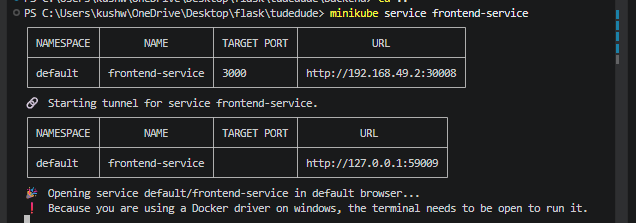 PS C:\Users\kushw\OneDrive\Desktop\flask\tudedude> minikube service frontend-service
NAMESPACE NAME TARGET PORT URL
default frontend-service 3000 http://192.168.49.2:30008
Starting tunnel for service frontend-service.
NAMESPACE NAME TARGET PORT URL
default frontend-service http://127.0.0.1:59009
Opening service default/frontend-service in default browser...
Because you are using a Docker driver on windows, the terminal needs to be open to run it.